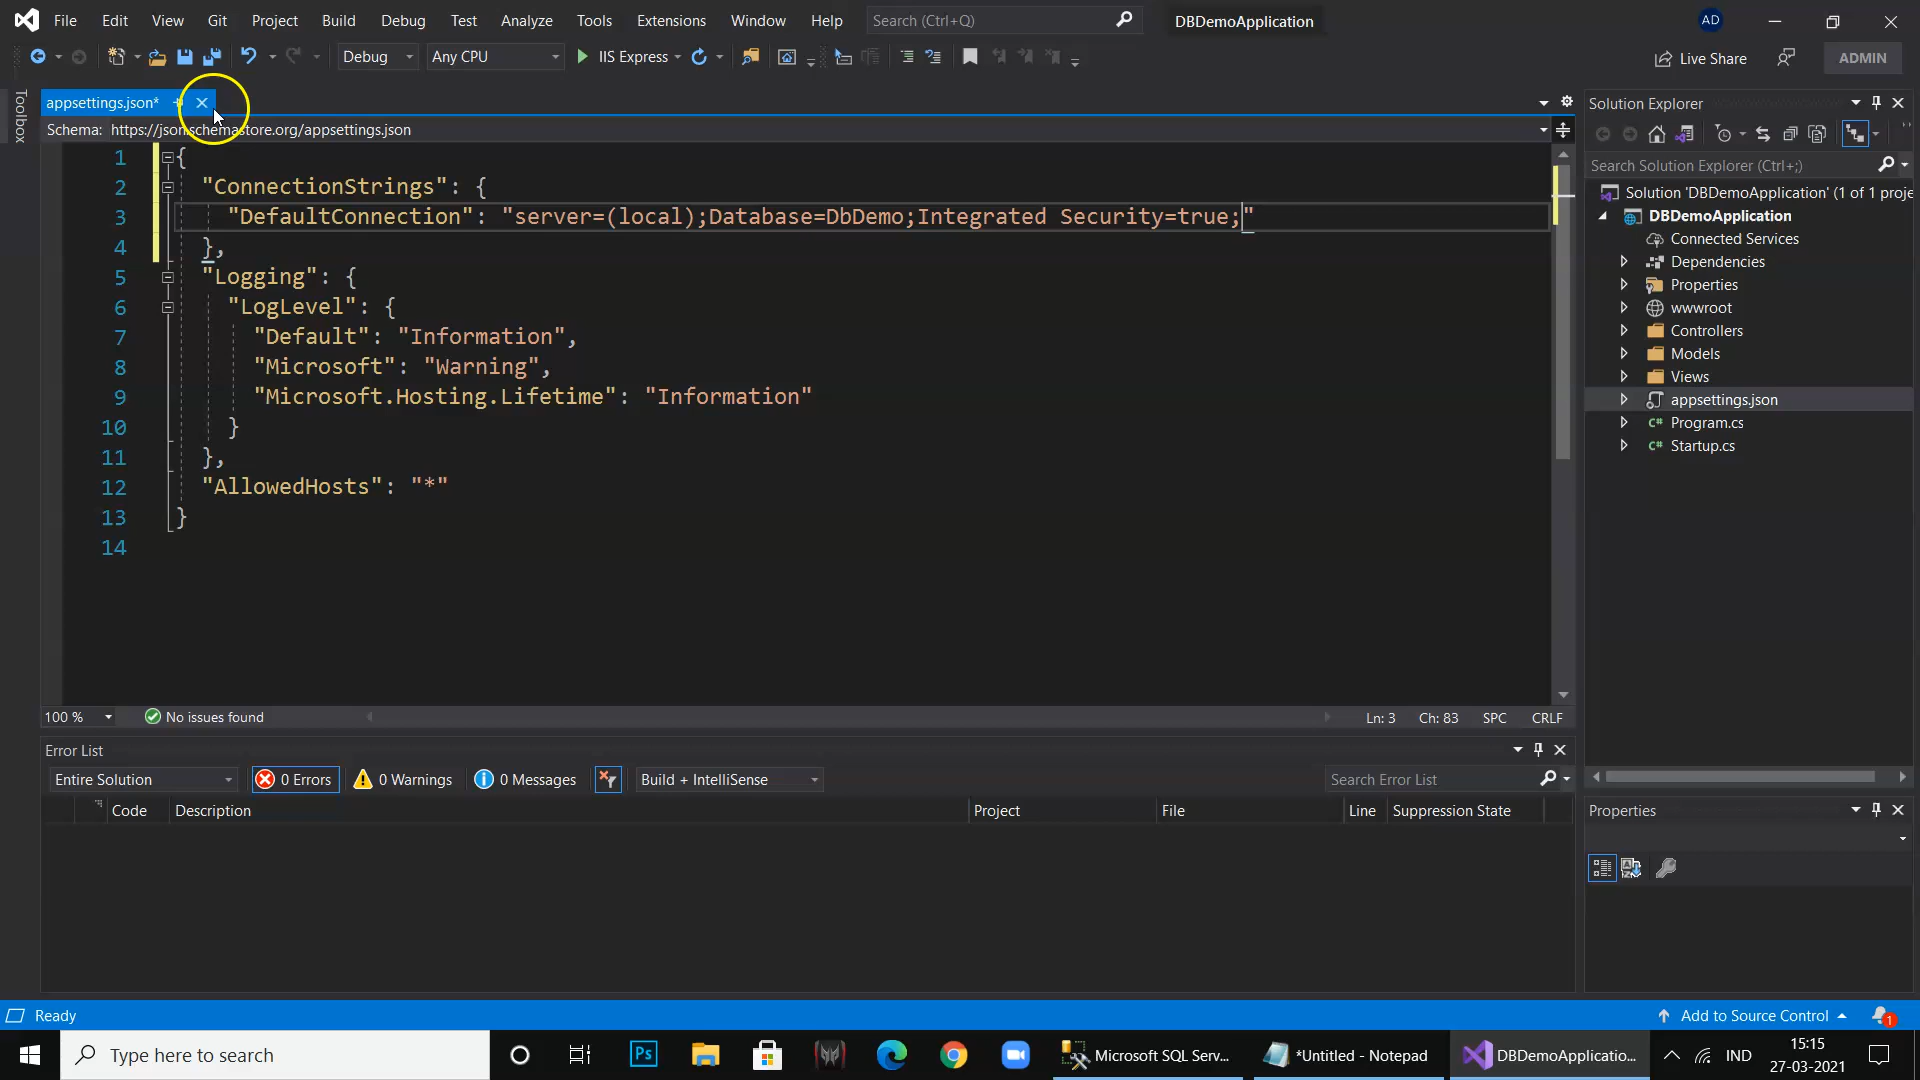 File Edit View Git Project Build Debug Test Analyze Tools Extensions Window Help Search (Ctrl+Q) DBDemoApplication AD
Debug Any CPU IIS Express Live Share ADMIN
Toolbox
appsettings.json*
Schema: https://json.schemastore.org/appsettings.json
1 {
2 "ConnectionStrings": {
3 "DefaultConnection": "server=(local);Database=DbDemo;Integrated Security=true;"
4 },
5 "Logging": {
6 "LogLevel": {
7 "Default": "Information",
8 "Microsoft": "Warning",
9 "Microsoft.Hosting.Lifetime": "Information"
10 }
11 },
12 "AllowedHosts": "*"
13 }
14
100 % No issues found Ln: 3 Ch: 83 SPC CRLF
Error List
Entire Solution 0 Errors 0 Warnings 0 Messages Build + IntelliSense Search Error List
Code Description Project File Line Suppression State
Solution Explorer
Search Solution Explorer (Ctrl+;)
Solution 'DBDemoApplication' (1 of 1 proje
DBDemoApplication
Connected Services
Dependencies
Properties
wwwroot
Controllers
Models
Views
appsettings.json
C# Program.cs
C# Startup.cs
Properties
Ready Add to Source Control 1
Type here to search Ps Microsoft SQL Serv... *Untitled - Notepad DBDemoApplicatio... IND 15:15
27-03-2021